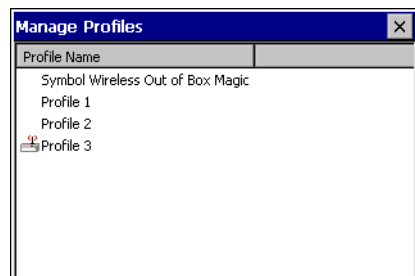 Manage Profiles
Profile Name
Symbol Wireless Out of Box Magic
Profile 1
Profile 2
Profile 3